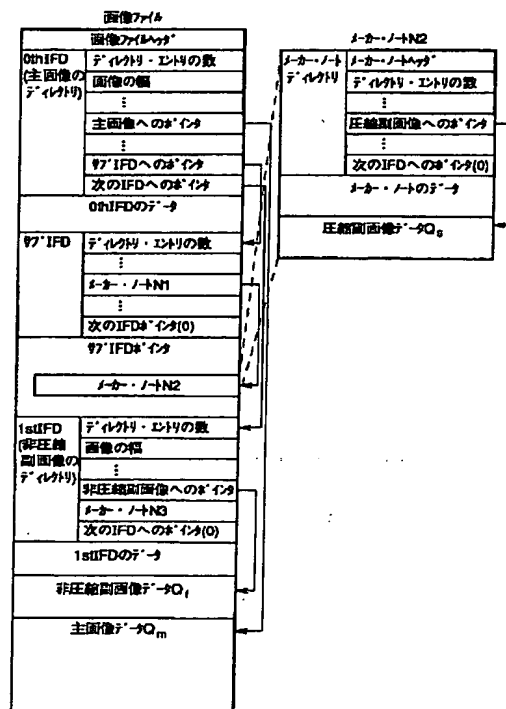 画像ファイル
画像ファイルヘッダ
0thIFD
(主画像の
ディレクトリ)
ディレクトリ・エントリの数
画像の幅
⋮
主画像へのポインタ
⋮
サブIFDへのポインタ
次のIFDへのポインタ
0thIFDのデータ
サブIFD
ディレクトリ・エントリの数
⋮
メーカー・ノートN1
⋮
次のIFDポインタ(0)
サブIFDポインタ
メーカー・ノートN2
1stIFD
(非圧縮
副画像の
ディレクトリ)
ディレクトリ・エントリの数
画像の幅
⋮
非圧縮副画像へのポインタ
メーカー・ノートN3
次のIFDへのポインタ(0)
1stIFDのデータ
非圧縮副画像データQr
主画像データQm
メーカー・ノートN2
メーカー・ノート
ディレクトリ
メーカー・ノートヘッダ
ディレクトリ・エントリの数
⋮
圧縮副画像へのポインタ
⋮
次のIFDへのポインタ(0)
メーカー・ノートのデータ
圧縮副画像データQs